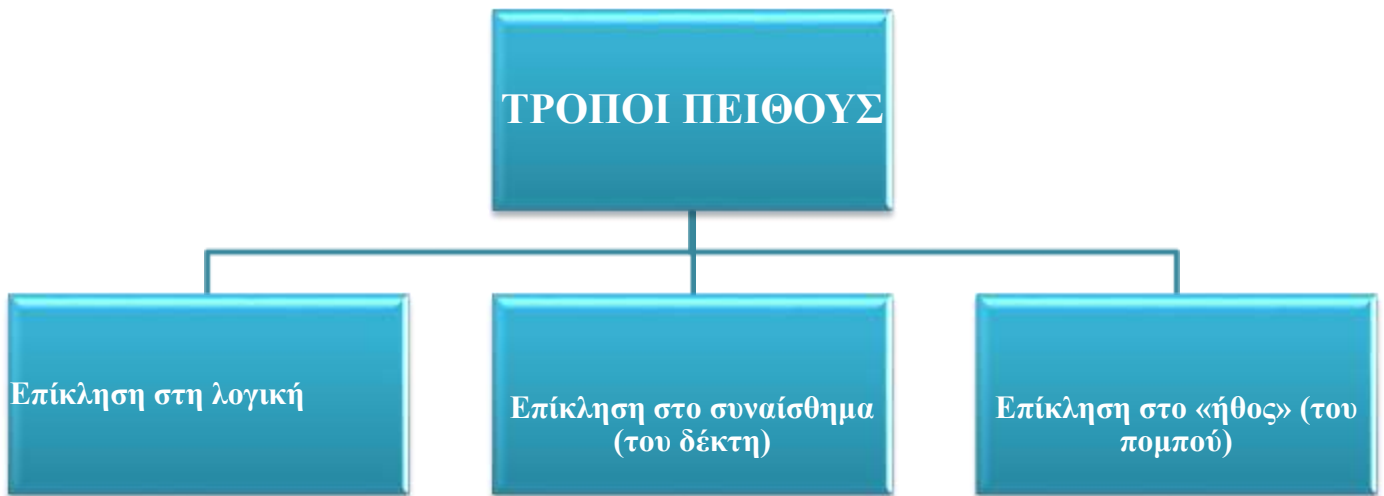 ΤΡΟΠΟΙ ΠΕΙΘΟΥΣ
Επίκληση στη λογική
Επίκληση στο συναίσθημα
(του δέκτη)
Επίκληση στο «ήθος» (του
πομπού)